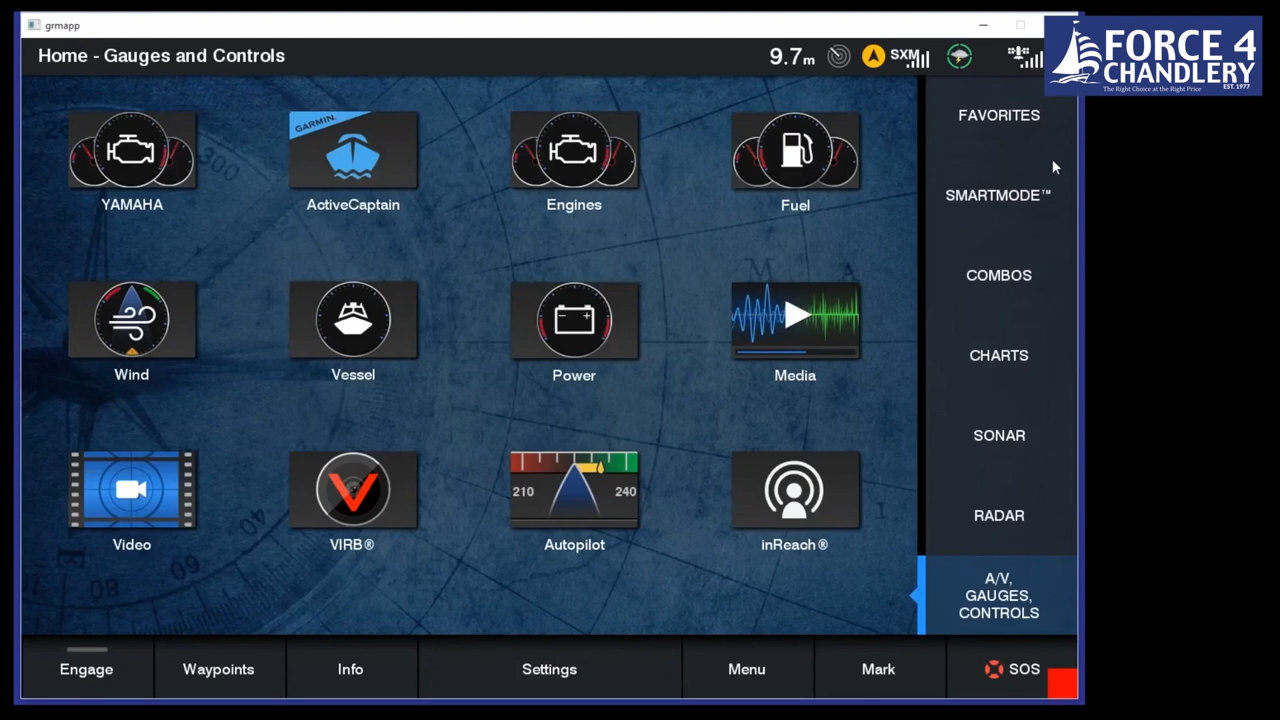 grmapp
Home - Gauges and Controls
9.7m
SXM
FORCE 4
CHANDLERY
The Right Choice at the Right Price
EST. 1977
YAMAHA
GARMIN.
ActiveCaptain
Engines
Fuel
Wind
Vessel
Power
Media
Video
VIRB®
210
240
Autopilot
inReach®
FAVORITES
SMARTMODE™
COMBOS
CHARTS
SONAR
RADAR
A/V,
GAUGES,
CONTROLS
Engage
Waypoints
Info
Settings
Menu
Mark
SOS